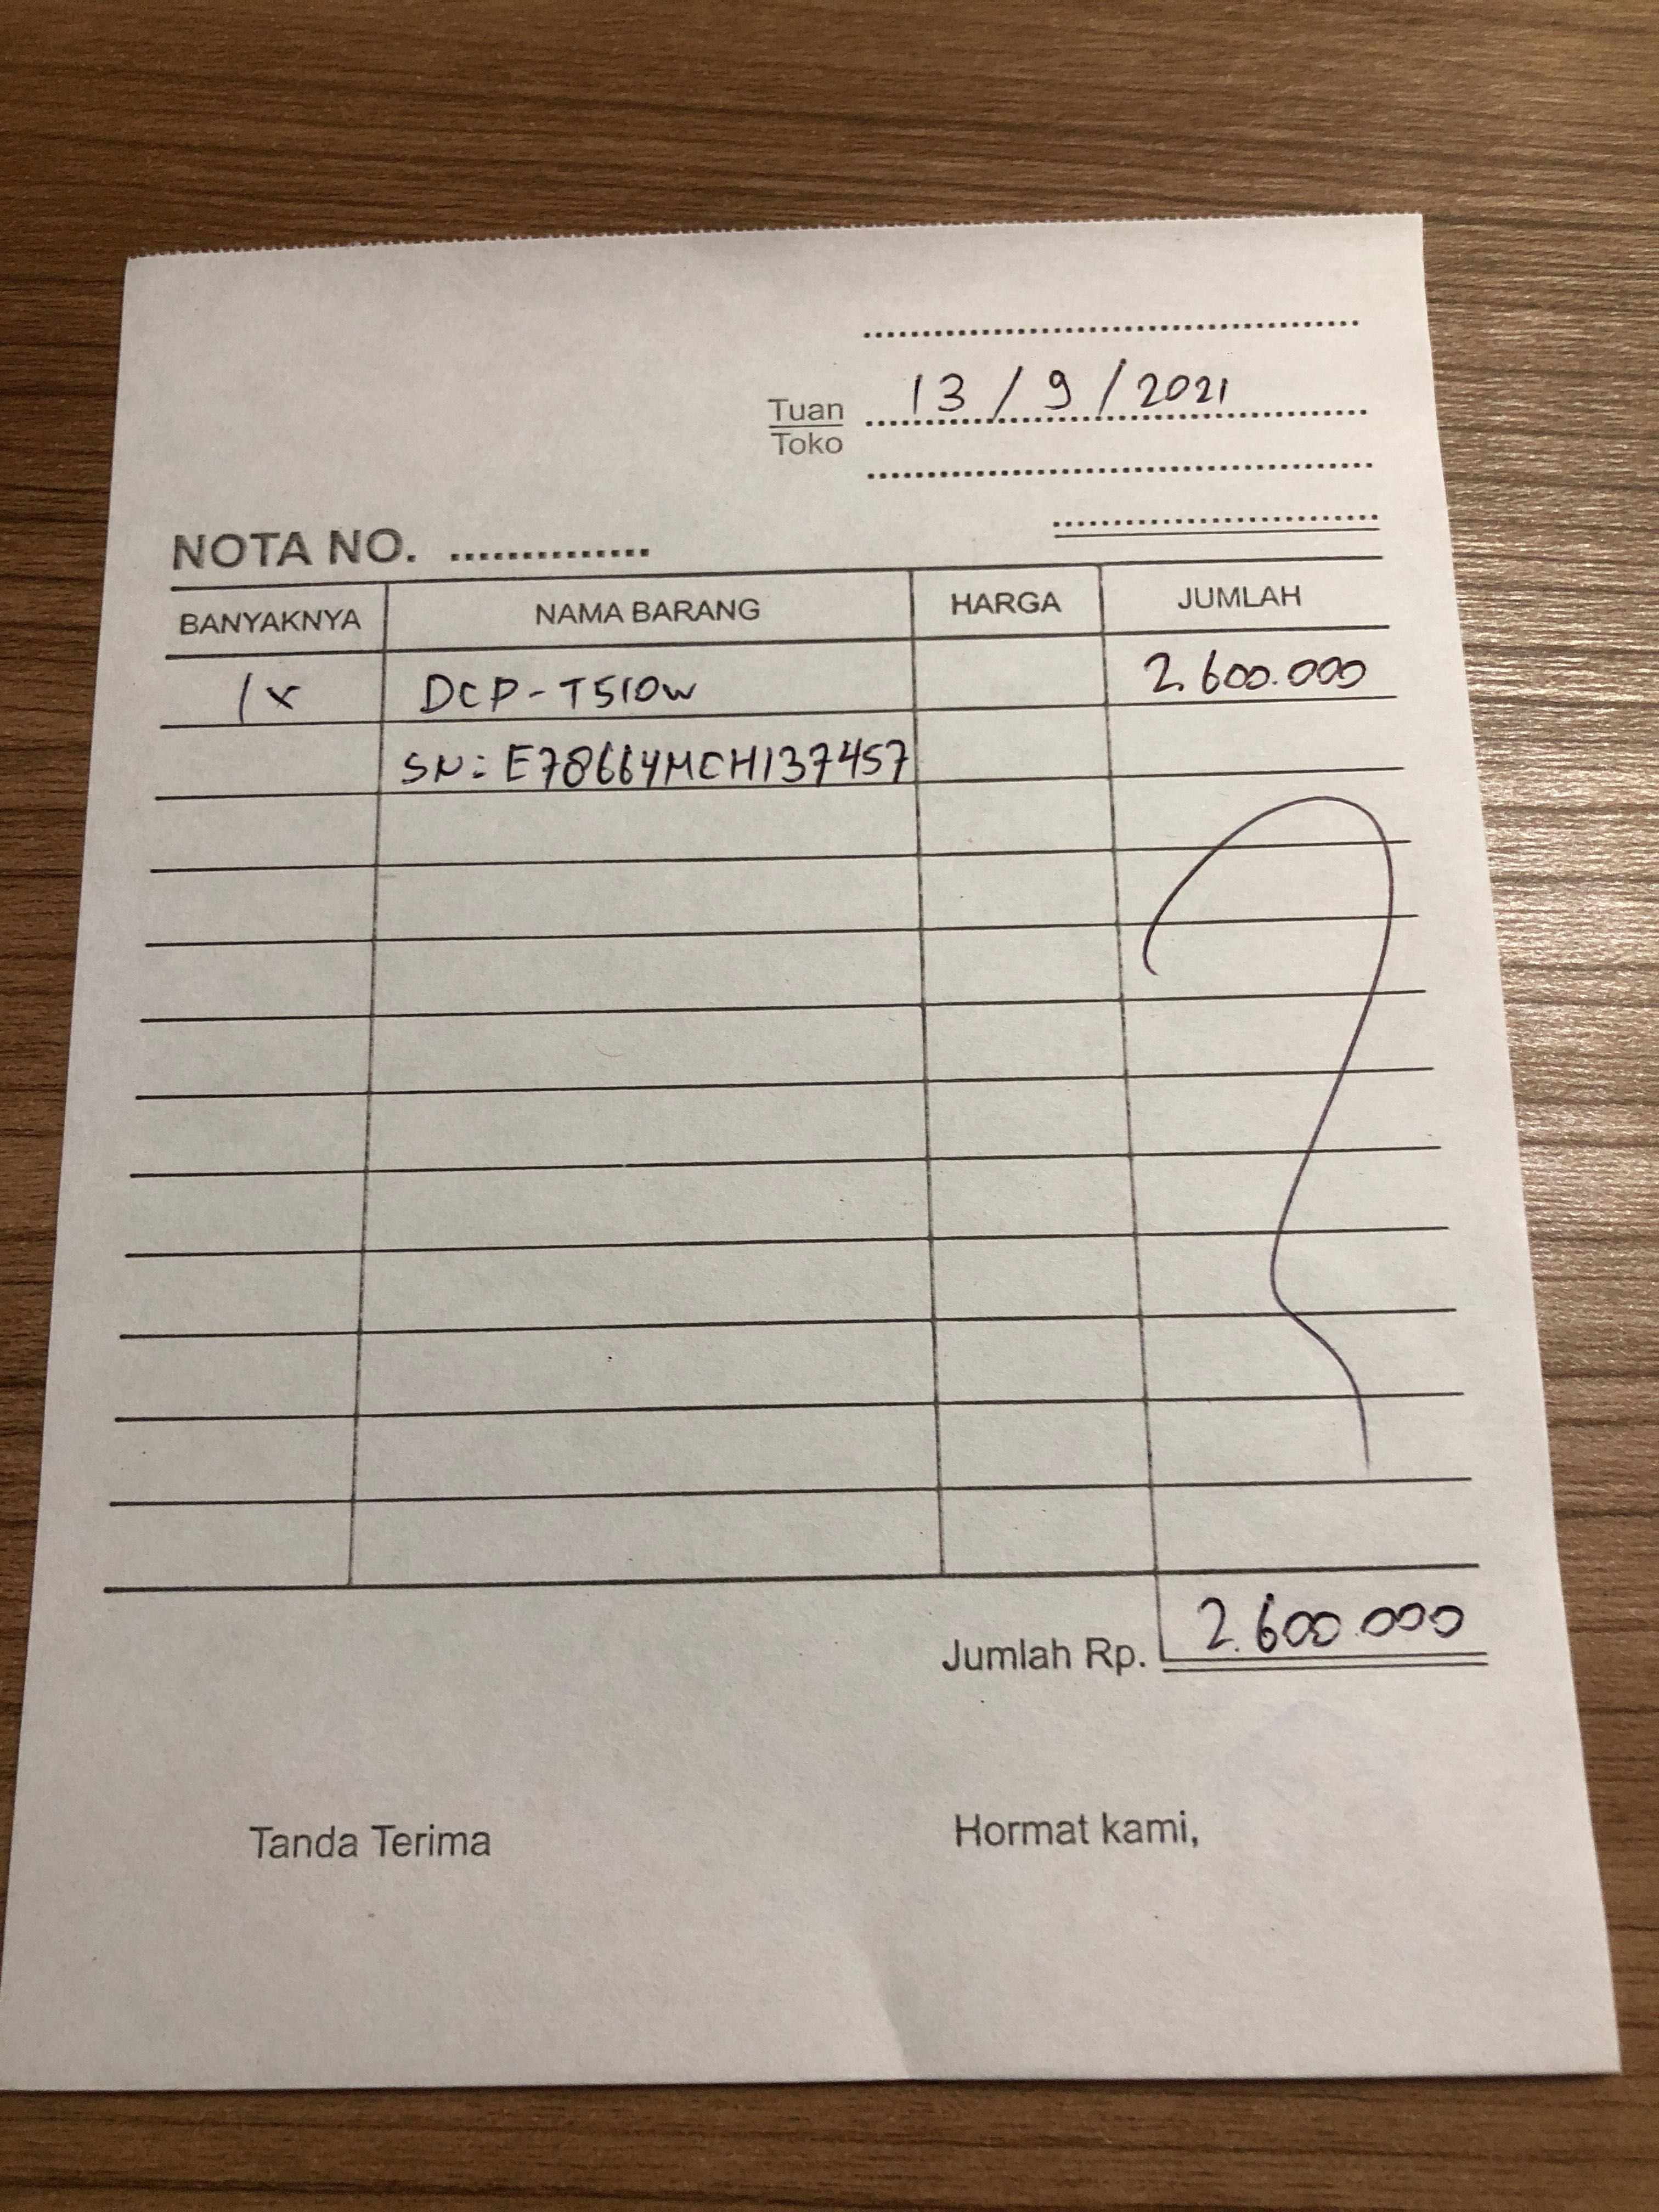 13/9/2021
Tuan
Toko
NOTA NO. ..............
BANYAKNYA NAMA BARANG HARGA JUMLAH
1x DCP-T510W 2.600.000
SN: E78664MCH137457
Jumlah Rp. 2.600.000
Tanda Terima Hormat kami,